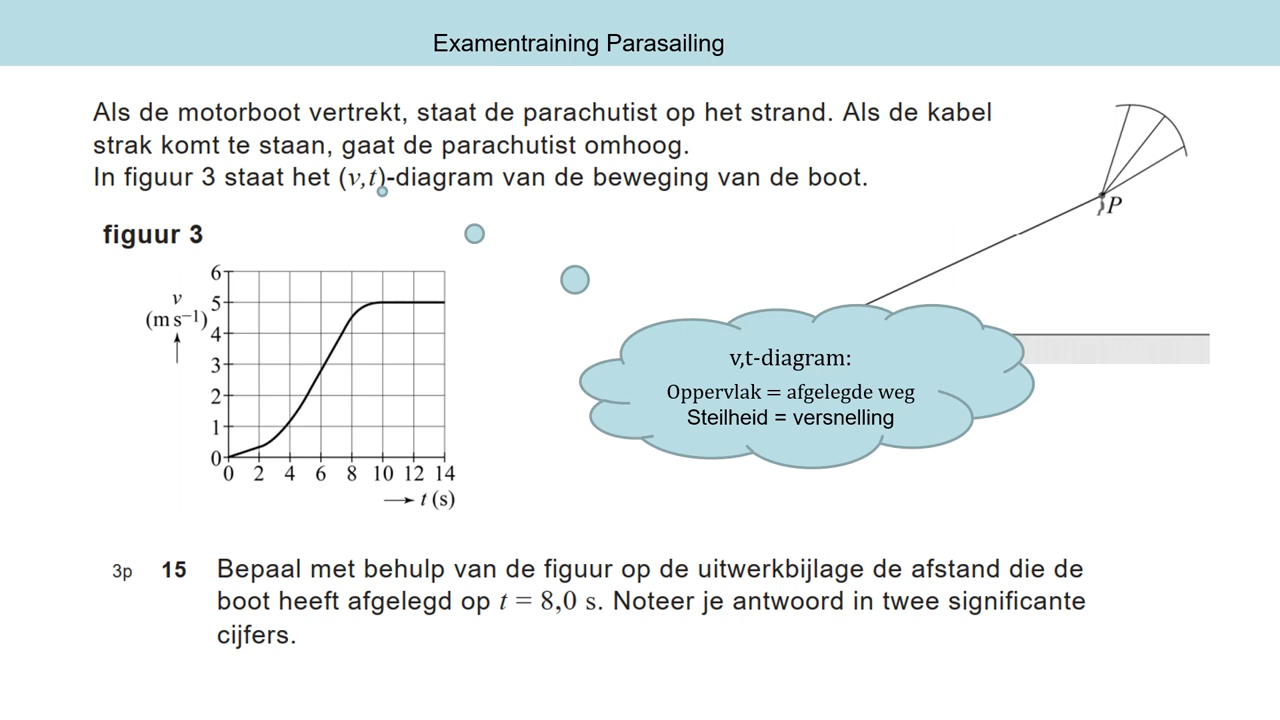 Examentraining Parasailing
Als de motorboot vertrekt, staat de parachutist op het strand. Als de kabel
strak komt te staan, gaat de parachutist omhoog.
In figuur 3 staat het (v,t)-diagram van de beweging van de boot.
P
figuur 3
6
v
(m s⁻¹)
5
4
3
2
1
0
0 2 4 6 8 10 12 14
t (s)
v,t-diagram:
Oppervlak = afgelegde weg
Steilheid = versnelling
3p 15 Bepaal met behulp van de figuur op de uitwerkbijlage de afstand die de
boot heeft afgelegd op t = 8,0 s. Noteer je antwoord in twee significante
cijfers.